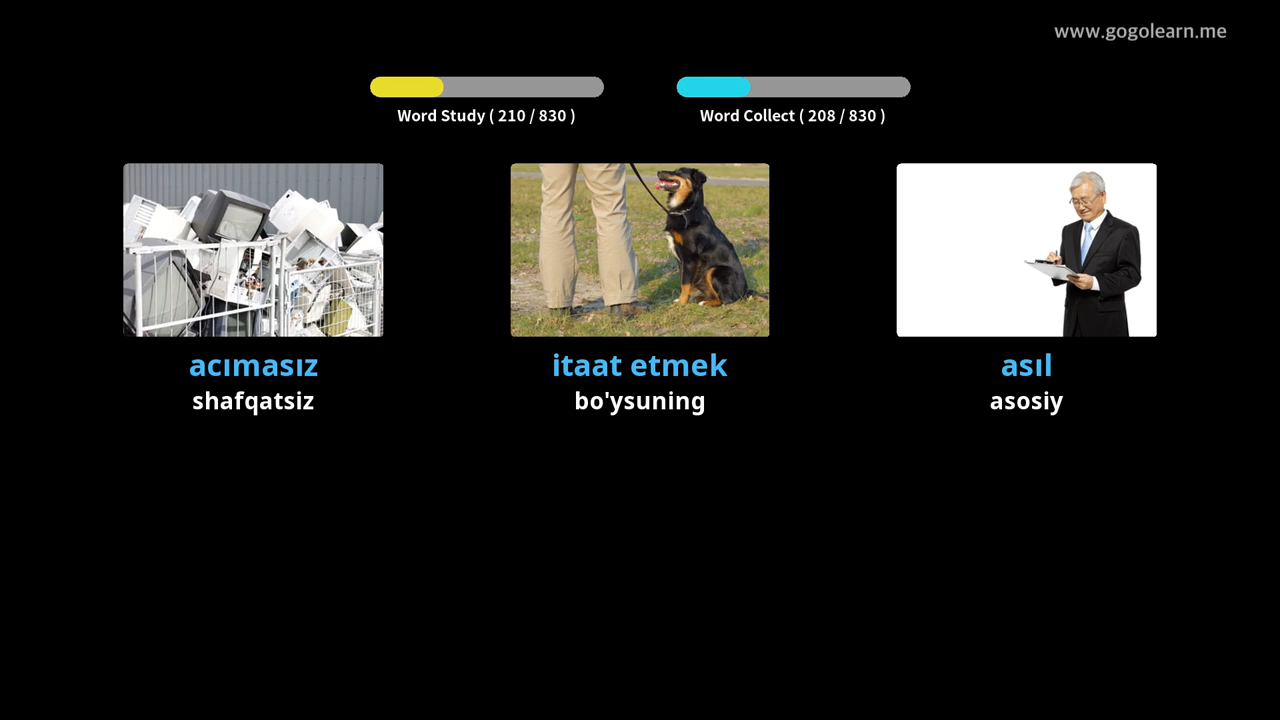 www.gogolearn.me
Word Study ( 210 / 830 )
Word Collect ( 208 / 830 )
acımasız
shafqatsiz
itaat etmek
bo'ysuning
asıl
asosiy